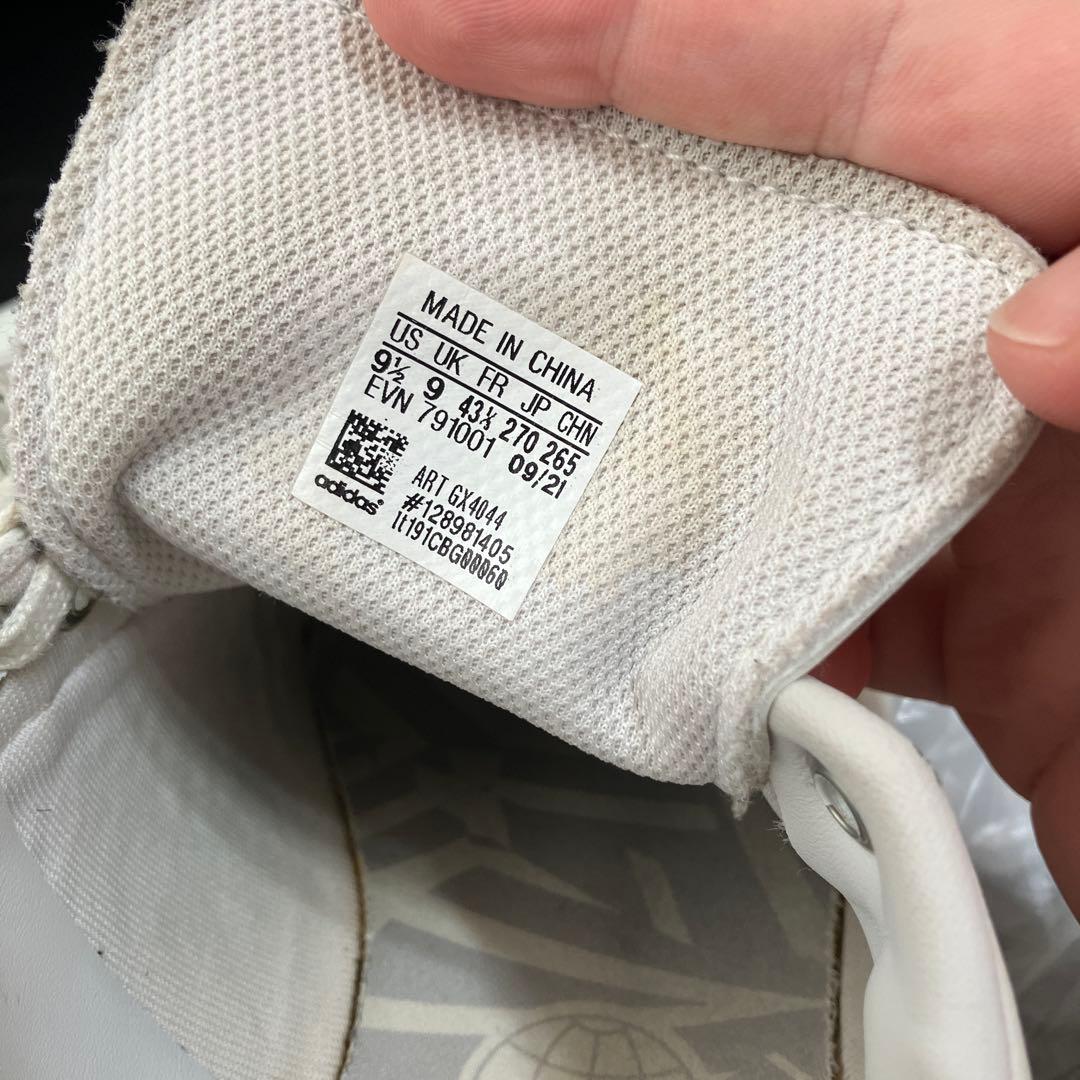 MADE IN CHINA
US UK FR JP CHN
9½ 9 43⅓ 270 265
EVN 791001 09/21
adidas®
ART GX4044
#128981405